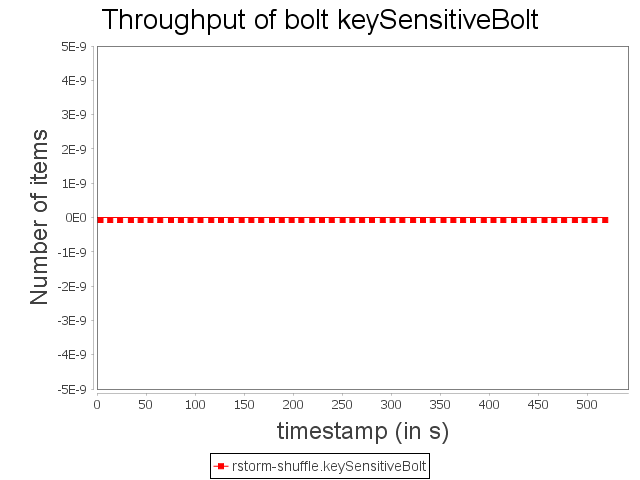 Throughput of bolt keySensitiveBolt
Number of items
5E-9
4E-9
3E-9
2E-9
1E-9
0E0
-1E-9
-2E-9
-3E-9
-4E-9
-5E-9
0 50 100 150 200 250 300 350 400 450 500
timestamp (in s)
rstorm-shuffle.keySensitiveBolt